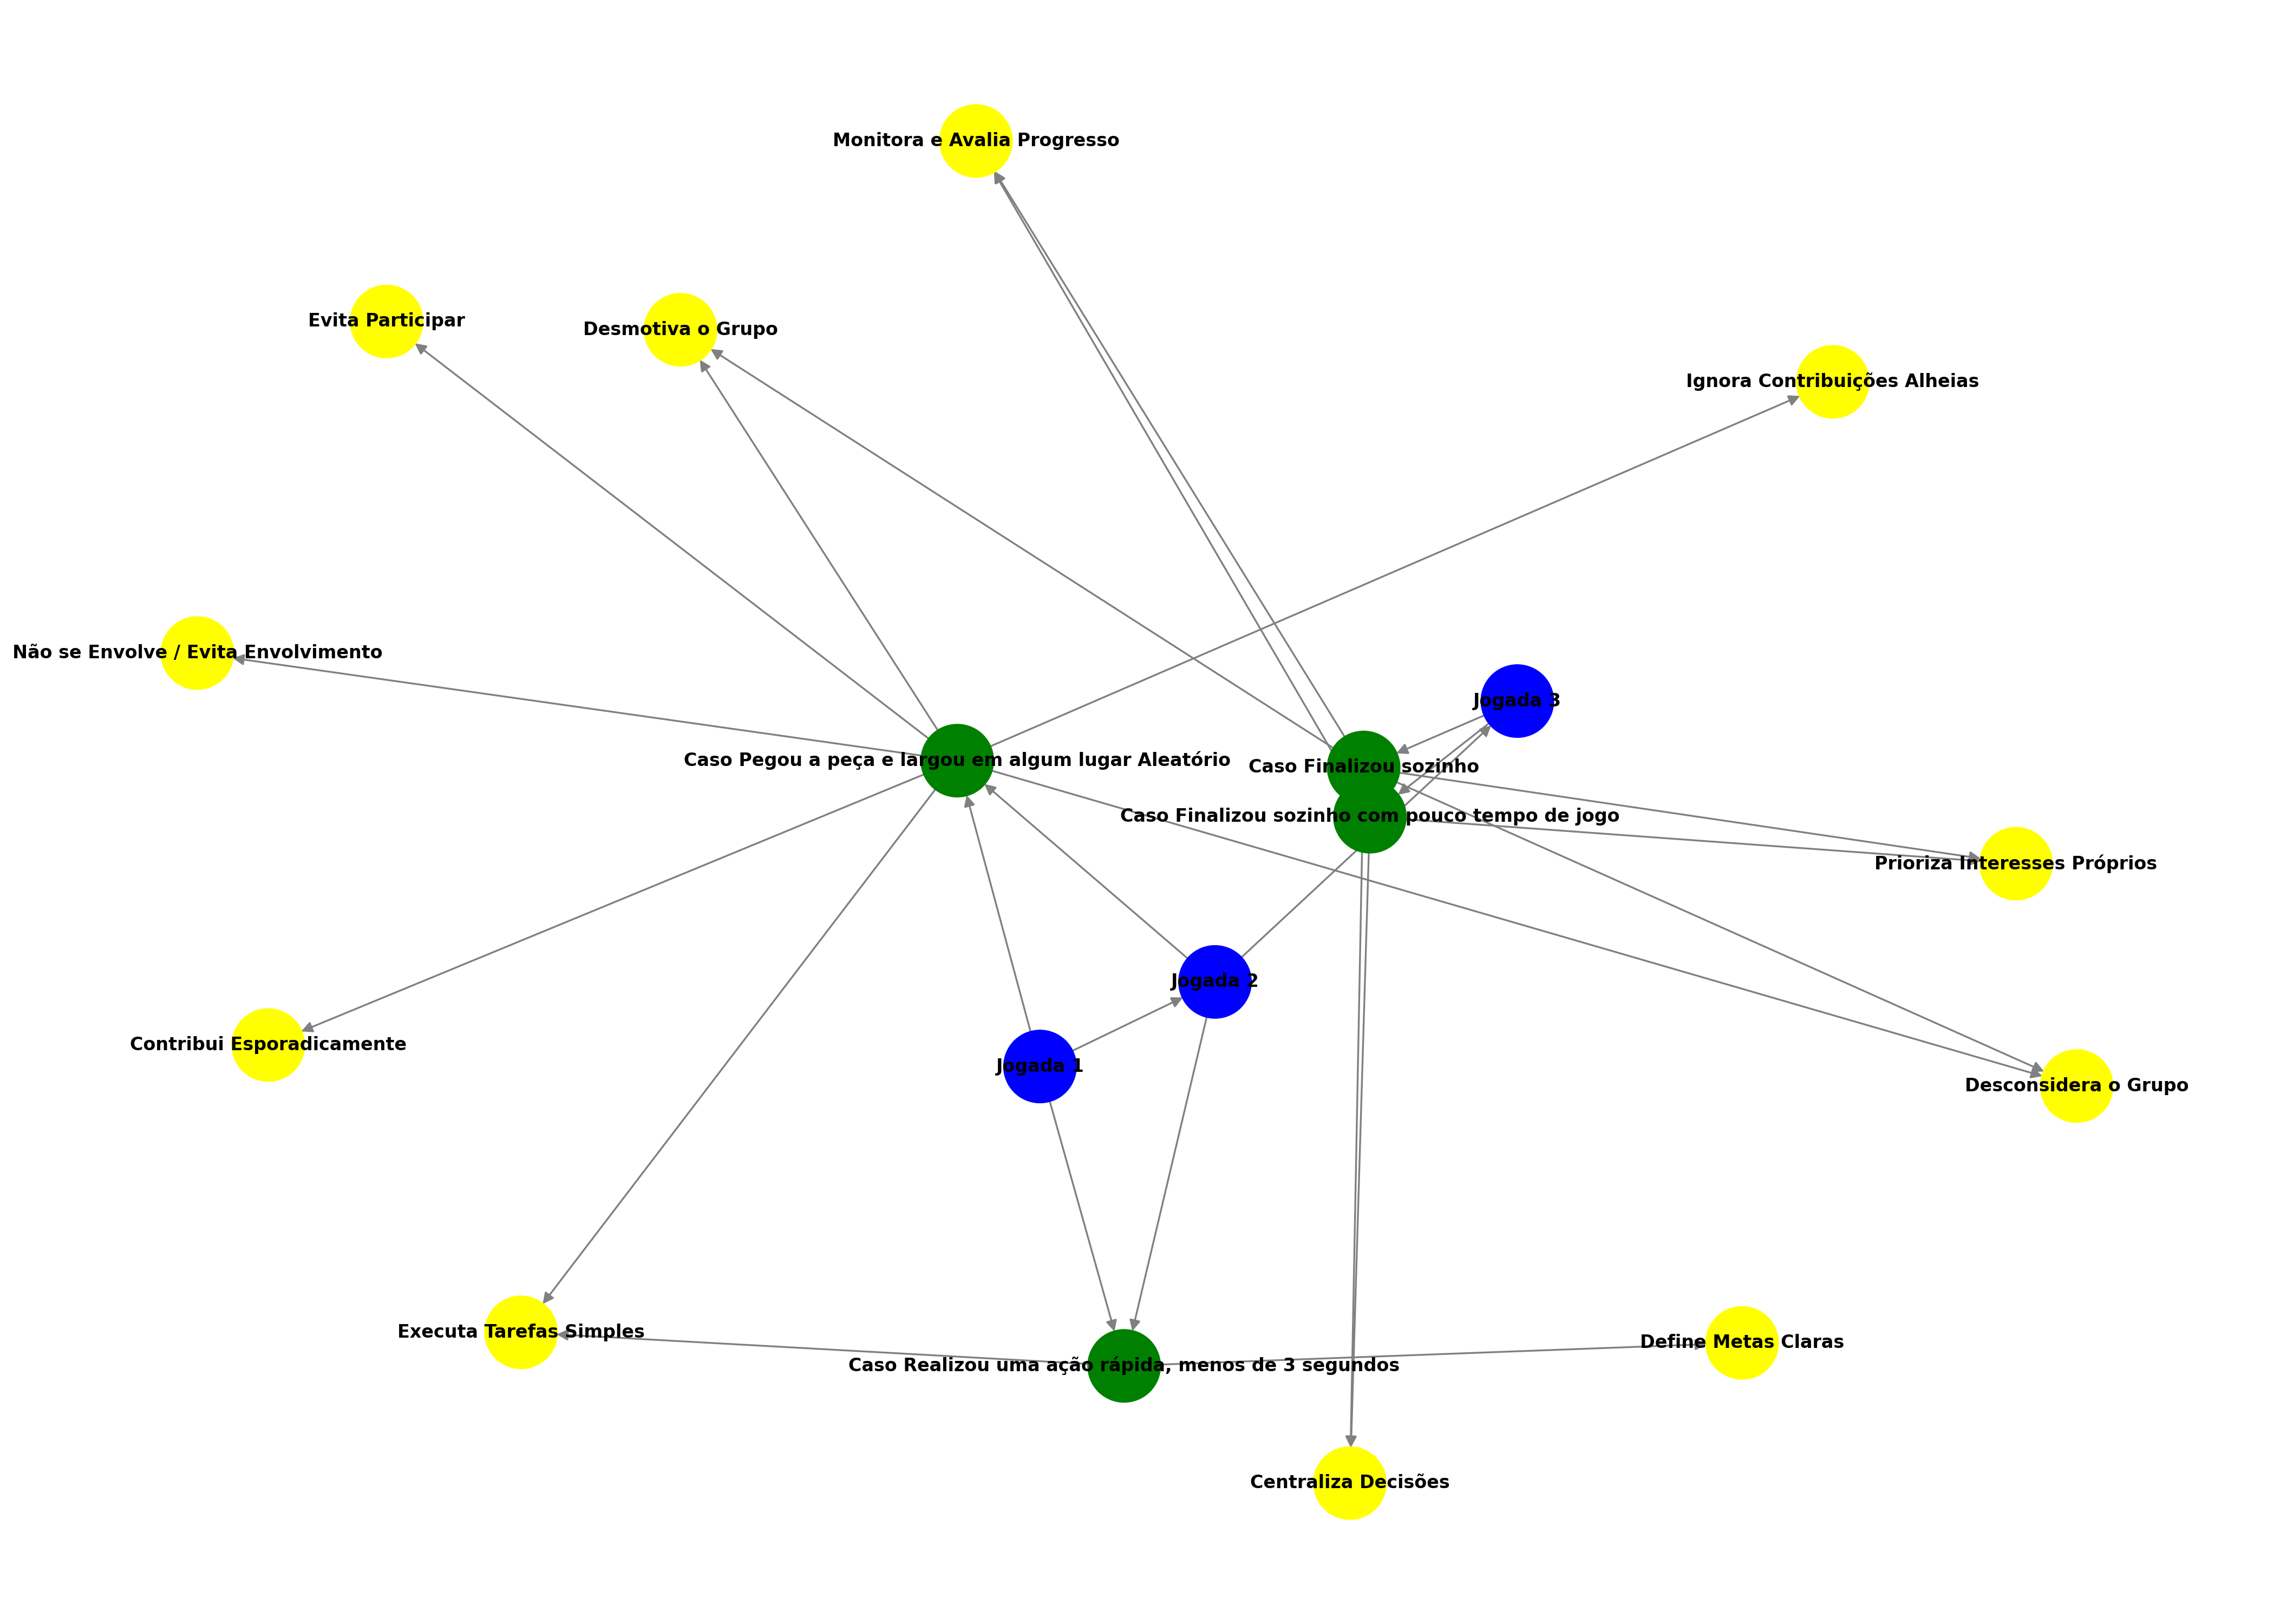 Monitora e Avalia Progresso
Evita Participar
Desmotiva o Grupo
Ignora Contribuições Alheias
Não se Envolve / Evita Envolvimento
Jogada 3
Caso Pegou a peça e largou em algum lugar Aleatório
Caso Finalizou sozinho
Caso Finalizou sozinho com pouco tempo de jogo
Prioriza Interesses Próprios
Jogada 2
Contribui Esporadicamente
Jogada 1
Desconsidera o Grupo
Executa Tarefas Simples
Define Metas Claras
Caso Realizou uma ação rápida, menos de 3 segundos
Centraliza Decisões